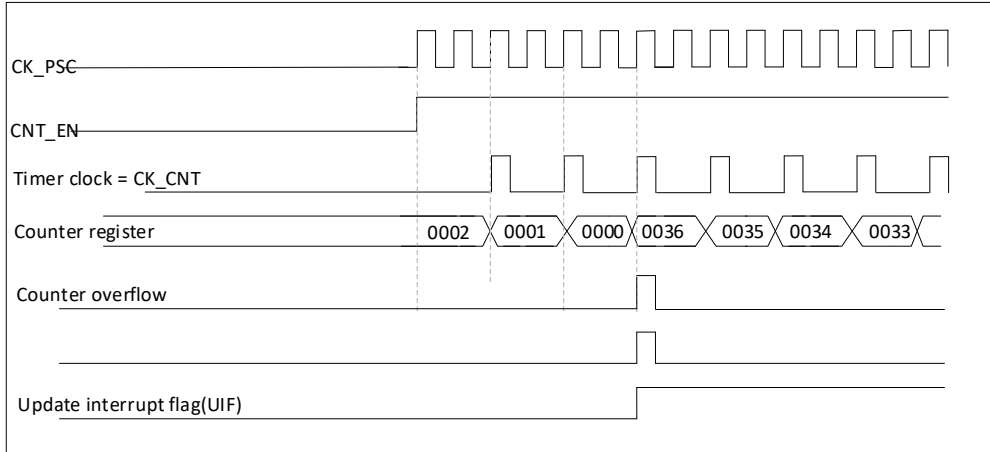 CK_PSC
CNT_EN
Timer clock = CK_CNT
Counter register
0002 0001 0000 0036 0035 0034 0033
Counter overflow
Update interrupt flag(UIF)